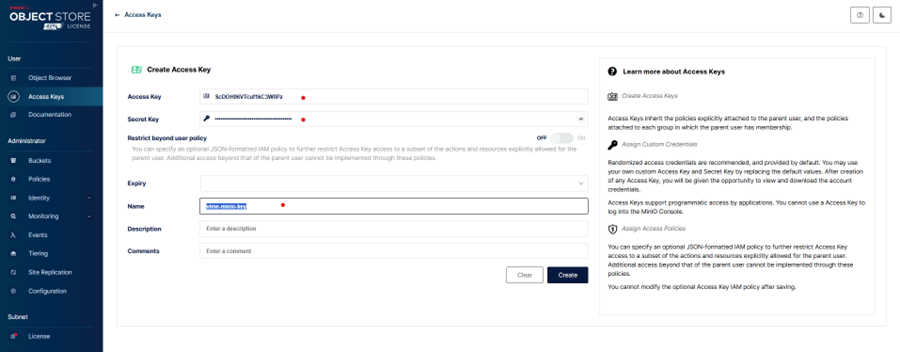 OBJECT STORE
LICENSE
User
Object Browser
Access Keys
Documentation
Administrator
Buckets
Policies
Identity
Monitoring
Events
Tiering
Site Replication
Configuration
Subnet
License
← Access Keys
Create Access Key
Access Key
Secret Key
Restrict beyond user policy
OFF ON
You can specify an optional JSON-formatted IAM policy to further restrict Access Key access to a subset of the actions and resources explicitly allowed for the
parent user. Additional access beyond that of the parent user cannot be implemented through these policies.
Expiry
Name
Description Enter a description
Comments Enter a comment
Clear Create
Learn more about Access Keys
Create Access Keys
Access Keys inherit the policies explicitly attached to the parent user, and the
policies attached to each group in which the parent user has membership.
Assign Custom Credentials
Randomized access credentials are recommended, and provided by default. You may
use your own custom Access Key and Secret Key by replacing the default values. After creation
of any Access Key, you will be given the opportunity to view and download the account
credentials.
Access Keys support programmatic access by applications. You cannot use a Access Key to
log into the MinIO Console.
Assign Access Policies
You can specify an optional JSON-formatted IAM policy to further restrict Access Key
access to a subset of the actions and resources explicitly allowed for the parent user.
Additional access beyond that of the parent user cannot be implemented through these
policies.
You cannot modify the optional Access Key IAM policy after saving.